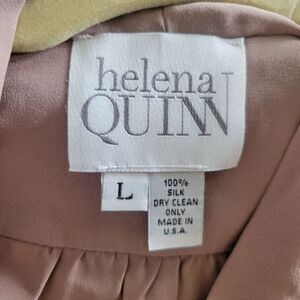 helena
QUINN
L
100%
SILK
DRY CLEAN
ONLY
MADE IN
U.S.A.